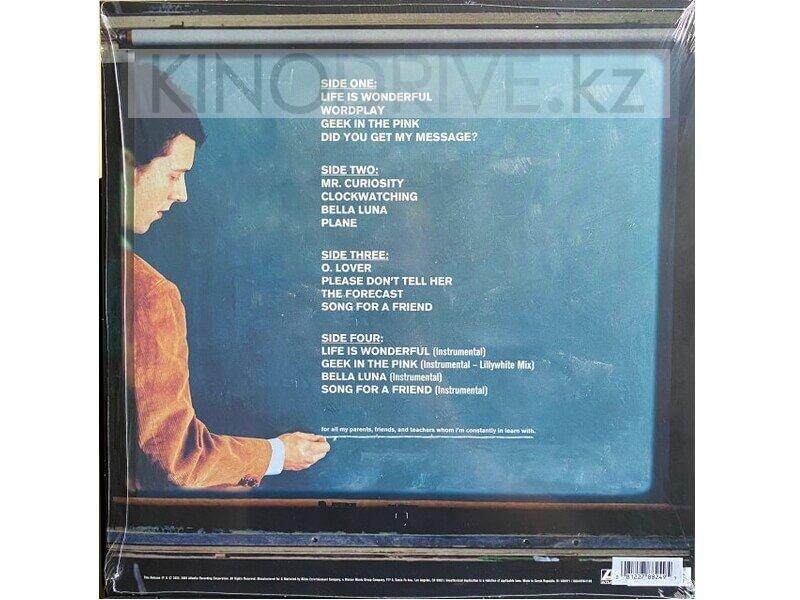 KINODRIVE.kz
SIDE ONE:
LIFE IS WONDERFUL
WORDPLAY
GEEK IN THE PINK
DID YOU GET MY MESSAGE?
SIDE TWO:
MR. CURIOSITY
CLOCKWATCHING
BELLA LUNA
PLANE
SIDE THREE:
O. LOVER
PLEASE DON'T TELL HER
THE FORECAST
SONG FOR A FRIEND
SIDE FOUR:
LIFE IS WONDERFUL (Instrumental)
GEEK IN THE PINK (Instrumental – Lillywhite Mix)
BELLA LUNA (Instrumental)
SONG FOR A FRIEND (Instrumental)
for all my parents, friends, and teachers whom i'm constantly in learn with.